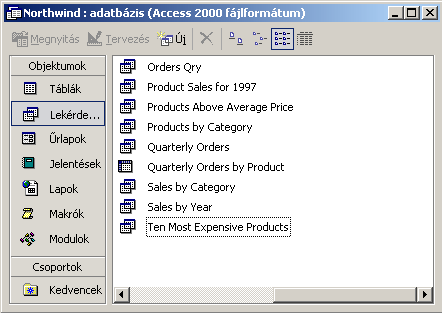 Northwind : adatbázis (Access 2000 fájlformátum)
Megnyitás Tervezés Új
Objektumok
Táblák
Lekérde...
Űrlapok
Jelentések
Lapok
Makrók
Modulok
Csoportok
Kedvencek
Orders Qry
Product Sales for 1997
Products Above Average Price
Products by Category
Quarterly Orders
Quarterly Orders by Product
Sales by Category
Sales by Year
Ten Most Expensive Products